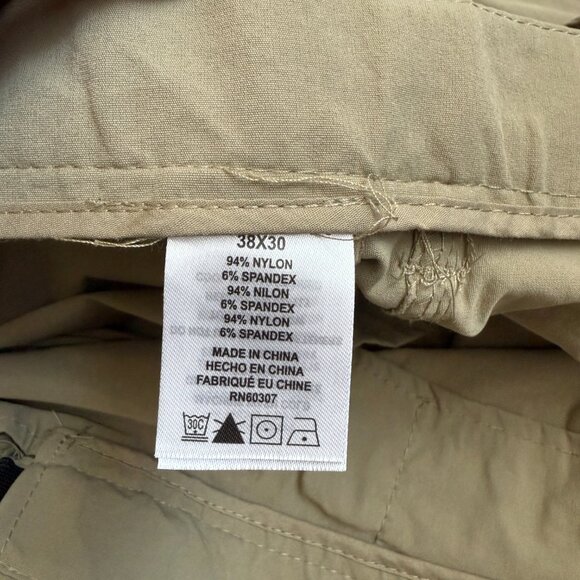 38X30
94% NYLON
6% SPANDEX
94% NILON
6% SPANDEX
94% NYLON
6% SPANDEX
MADE IN CHINA
HECHO EN CHINA
FABRIQUÉ EU CHINE
RN60307
30C